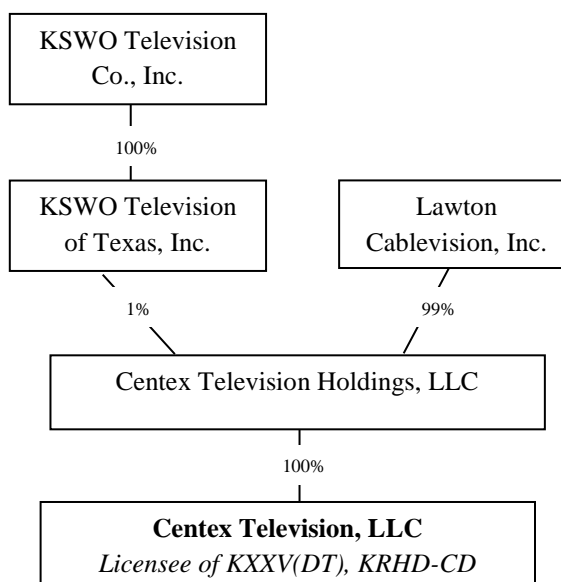 KSWO Television
Co., Inc.
100%
KSWO Television
of Texas, Inc.
Lawton
Cablevision, Inc.
1%
99%
Centex Television Holdings, LLC
100%
Centex Television, LLC
Licensee of KXXV(DT), KRHD-CD